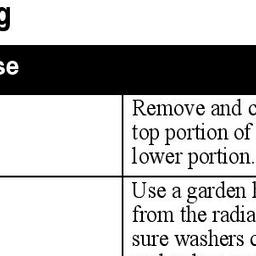 g
se
Remove and c
top portion of
lower portion.
Use a garden h
from the radia
sure washers c